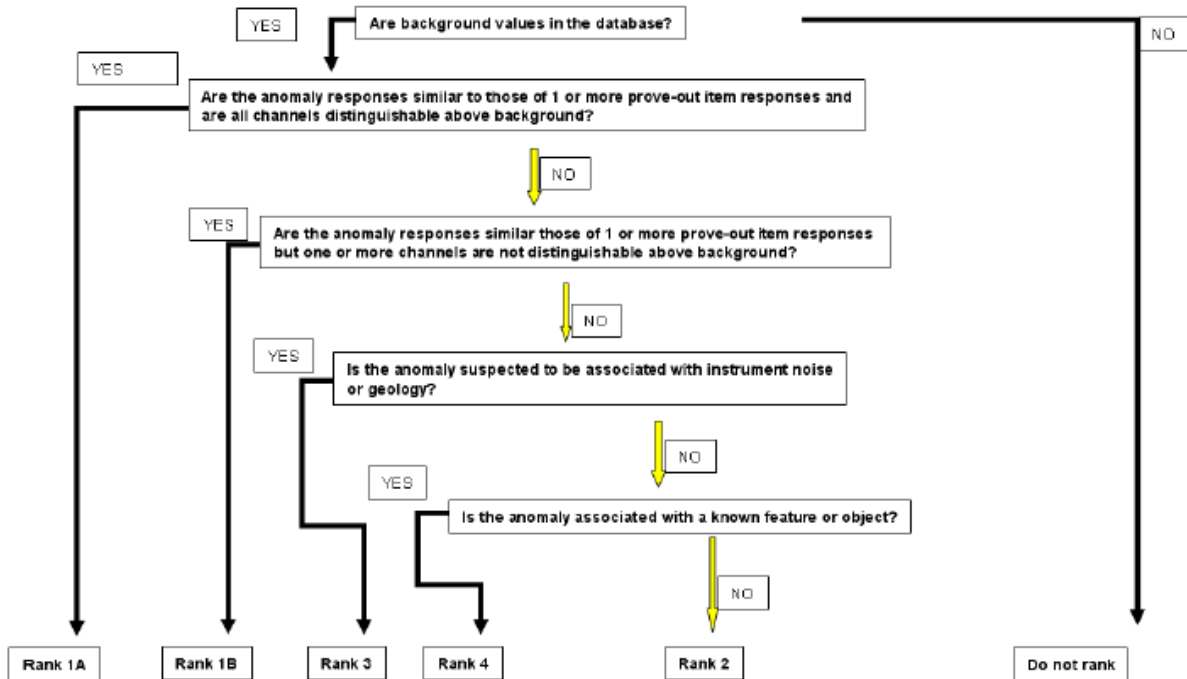 YES
Are background values in the database?
NO
YES
Are the anomaly responses similar to those of 1 or more prove-out item responses and
are all channels distinguishable above background?
NO
YES
Are the anomaly responses similar those of 1 or more prove-out item responses
but one or more channels are not distinguishable above background?
NO
YES
Is the anomaly suspected to be associated with instrument noise
or geology?
NO
YES
Is the anomaly associated with a known feature or object?
NO
Rank 1A
Rank 1B
Rank 3
Rank 4
Rank 2
Do not rank